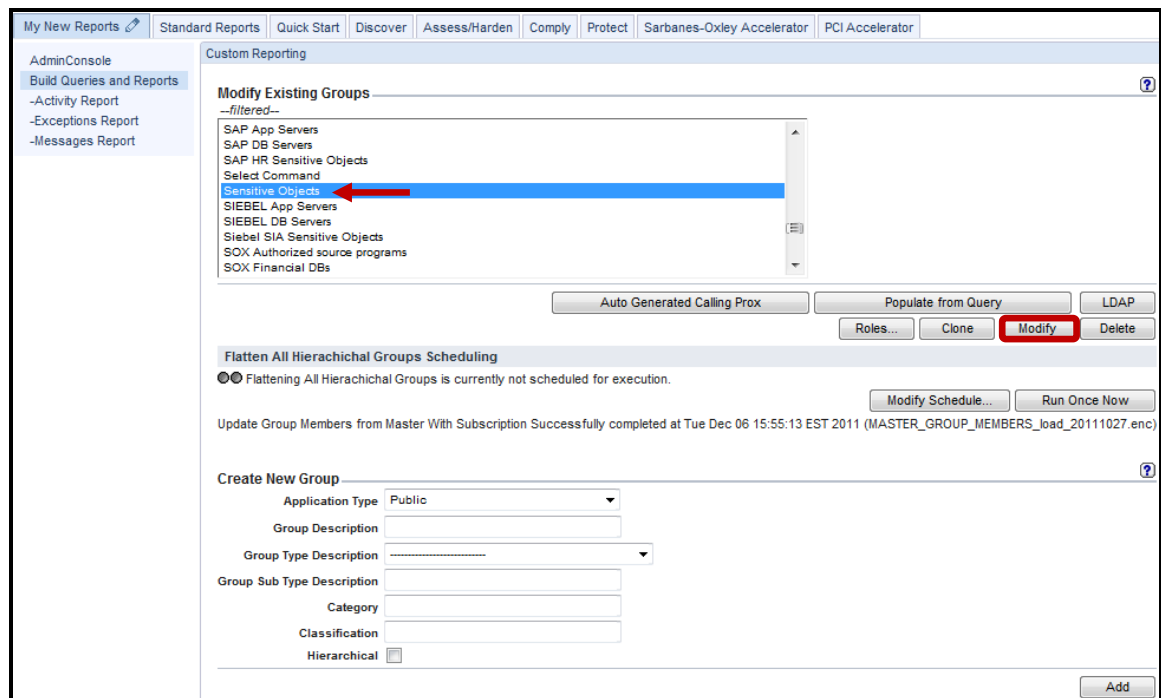 My New Reports
Standard Reports
Quick Start
Discover
Assess/Harden
Comply
Protect
Sarbanes-Oxley Accelerator
PCI Accelerator
AdminConsole
Build Queries and Reports
-Activity Report
-Exceptions Report
-Messages Report
Custom Reporting
Modify Existing Groups
--filtered--
SAP App Servers
SAP DB Servers
SAP HR Sensitive Objects
Select Command
Sensitive Objects
SIEBEL App Servers
SIEBEL DB Servers
Siebel SIA Sensitive Objects
SOX Authorized source programs
SOX Financial DBs
Auto Generated Calling Prox
Populate from Query
LDAP
Roles...
Clone
Modify
Delete
Flatten All Hierachichal Groups Scheduling
Flattening All Hierachichal Groups is currently not scheduled for execution.
Modify Schedule...
Run Once Now
Update Group Members from Master With Subscription Successfully completed at Tue Dec 06 15:55:13 EST 2011 (MASTER_GROUP_MEMBERS_load_20111027.enc)
Create New Group
Application Type Public
Group Description
Group Type Description ---------------------------
Group Sub Type Description
Category
Classification
Hierarchical
Add